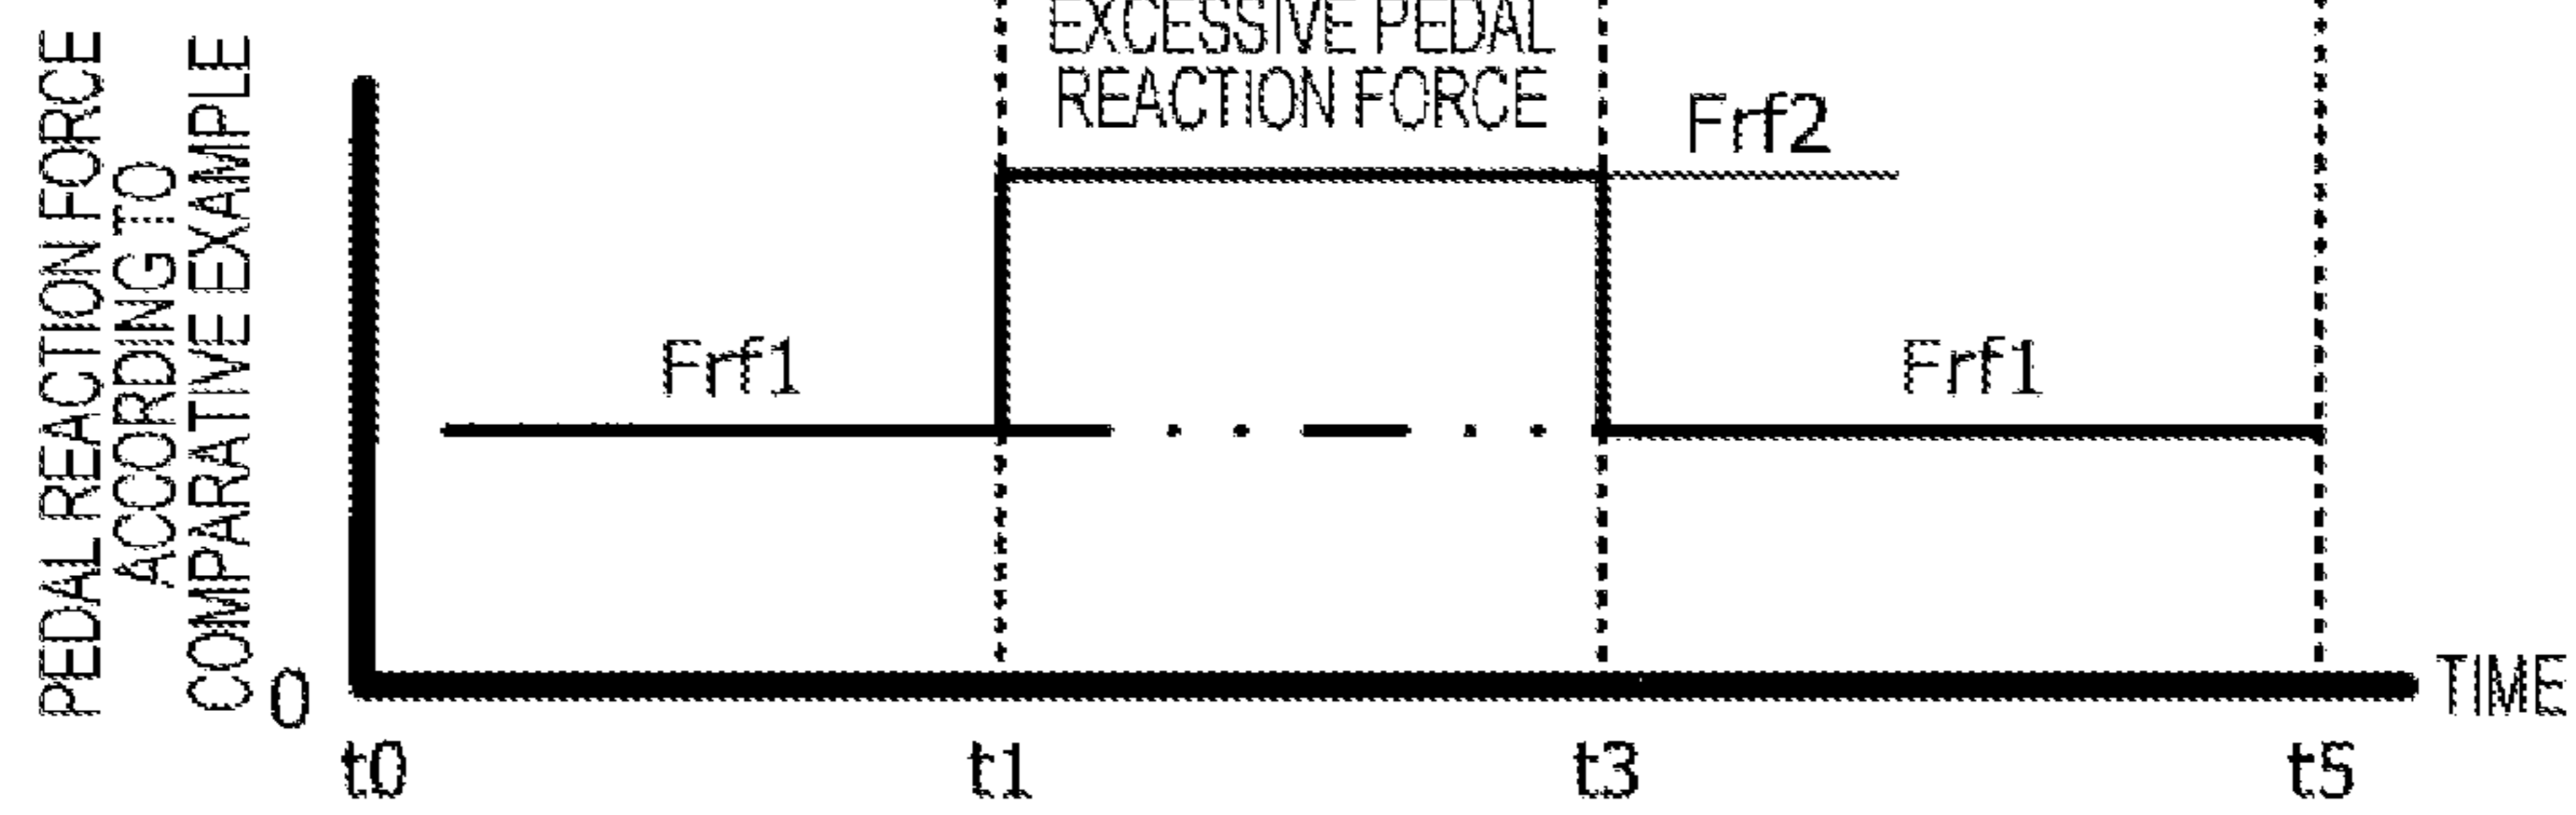 PEDAL REACTION FORCE
ACCORDING TO
COMPARATIVE EXAMPLE
EXCESSIVE PEDAL
REACTION FORCE
Frf2
Frf1
Frf1
0
TIME
t0
t1
t3
t5